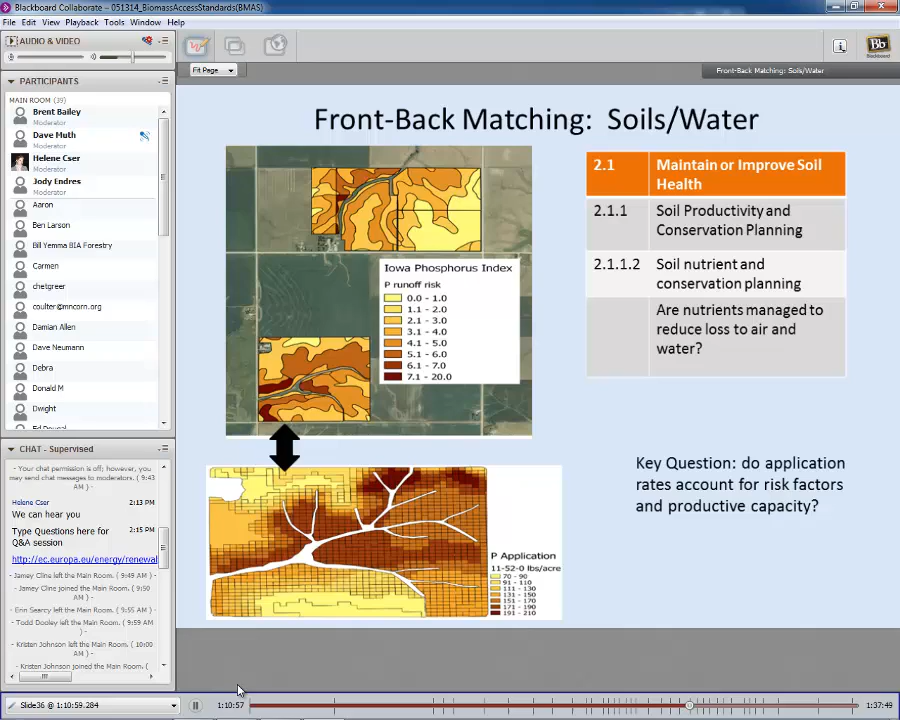 Blackboard Collaborate - 051314_BiomassAccessStandards(BMAS)
File Edit View Playback Tools Window Help
AUDIO & VIDEO
PARTICIPANTS
MAIN ROOM (39)
Brent Bailey
Moderator
Dave Muth
Moderator
Helene Cser
Moderator
Jody Endres
Moderator
Aaron
Ben Larson
Bill Yemma BIA Forestry
Carmen
chetgreer
coulter@mncorn.org
Damian Allen
Dave Neumann
Debra
Donald M
Dwight
CHAT - Supervised
- Your chat permission is off; however, you
may send chat messages to moderators. ( 9:43
AM ) -
Helene Cser 2:13 PM
We can hear you
Type Questions here for 2:15 PM
Q&A session
http://ec.europa.eu/energy/renewal
- Jamey Cline left the Main Room. ( 9:49 AM ) -
- Jamey Cline joined the Main Room. ( 9:50
AM ) -
- Erin Searcy left the Main Room. ( 9:55 AM ) -
- Todd Dooley left the Main Room. ( 9:59
AM ) -
- Kristen Johnson left the Main Room. ( 10:00
AM ) -
- Kristen Johnson joined the Main Room. (
Slide36 @ 1:10:59.284
1:10:57
1:37:49
Fit Page
Front-Back Matching: Soils/Water
Bb
Blackboard
Front-Back Matching: Soils/Water
Iowa Phosphorus Index
P runoff risk
0.0 - 1.0
1.1 - 2.0
2.1 - 3.0
3.1 - 4.0
4.1 - 5.0
5.1 - 6.0
6.1 - 7.0
7.1 - 20.0
P Application
11-52-0 lbs/acre
70 - 90
91 - 110
111 - 130
131 - 150
151 - 170
171 - 190
191 - 210
2.1 Maintain or Improve Soil
Health
2.1.1 Soil Productivity and
Conservation Planning
2.1.1.2 Soil nutrient and
conservation planning
Are nutrients managed to
reduce loss to air and
water?
Key Question: do application
rates account for risk factors
and productive capacity?